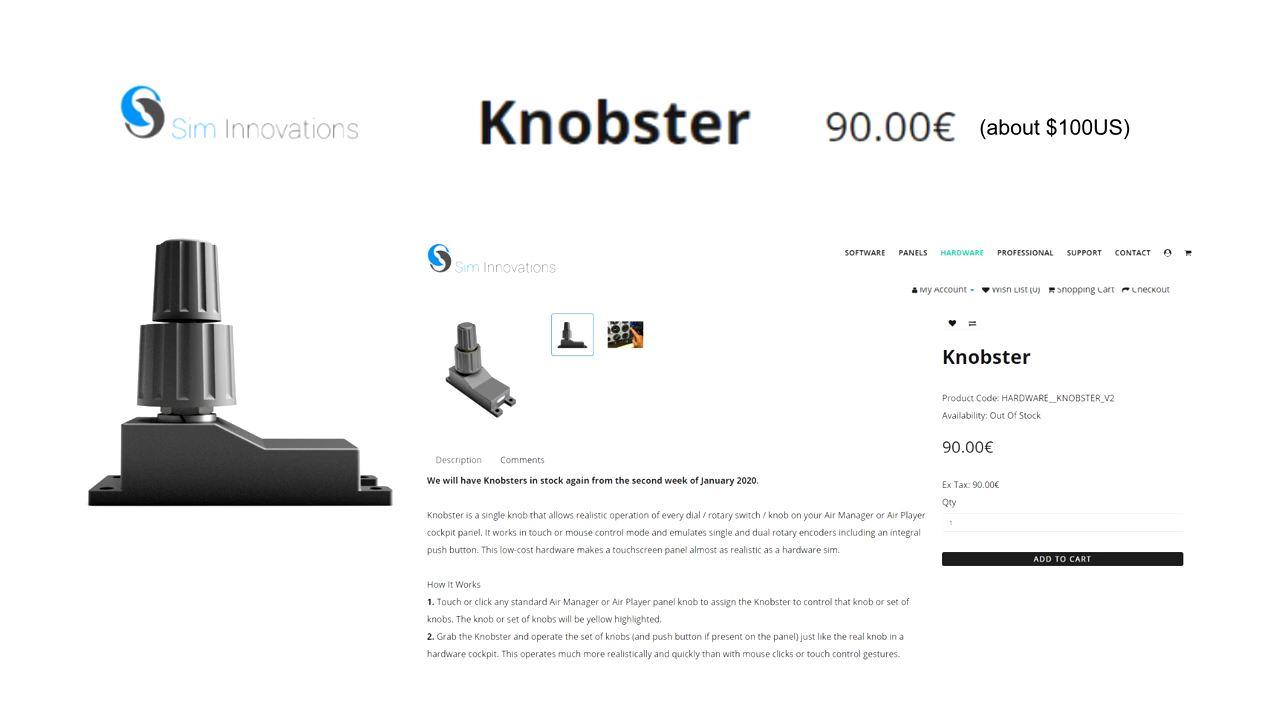 Sim Innovations
Knobster
90.00€
(about $100US)
Sim Innovations
SOFTWARE PANELS HARDWARE PROFESSIONAL SUPPORT CONTACT
My Account Wish List (0) Shopping Cart Checkout
Knobster
Product Code: HARDWARE__KNOBSTER_V2
Availability: Out Of Stock
90.00€
Ex Tax: 90.00€
Qty
1
ADD TO CART
Description Comments
We will have Knobsters in stock again from the second week of January 2020.
Knobster is a single knob that allows realistic operation of every dial / rotary switch / knob on your Air Manager or Air Player
cockpit panel. It works in touch or mouse control mode and emulates single and dual rotary encoders including an integral
push button. This low-cost hardware makes a touchscreen panel almost as realistic as a hardware sim.
How It Works
1. Touch or click any standard Air Manager or Air Player panel knob to assign the Knobster to control that knob or set of
knobs. The knob or set of knobs will be yellow highlighted.
2. Grab the Knobster and operate the set of knobs (and push button if present on the panel) just like the real knob in a
hardware cockpit. This operates much more realistically and quickly than with mouse clicks or touch control gestures.